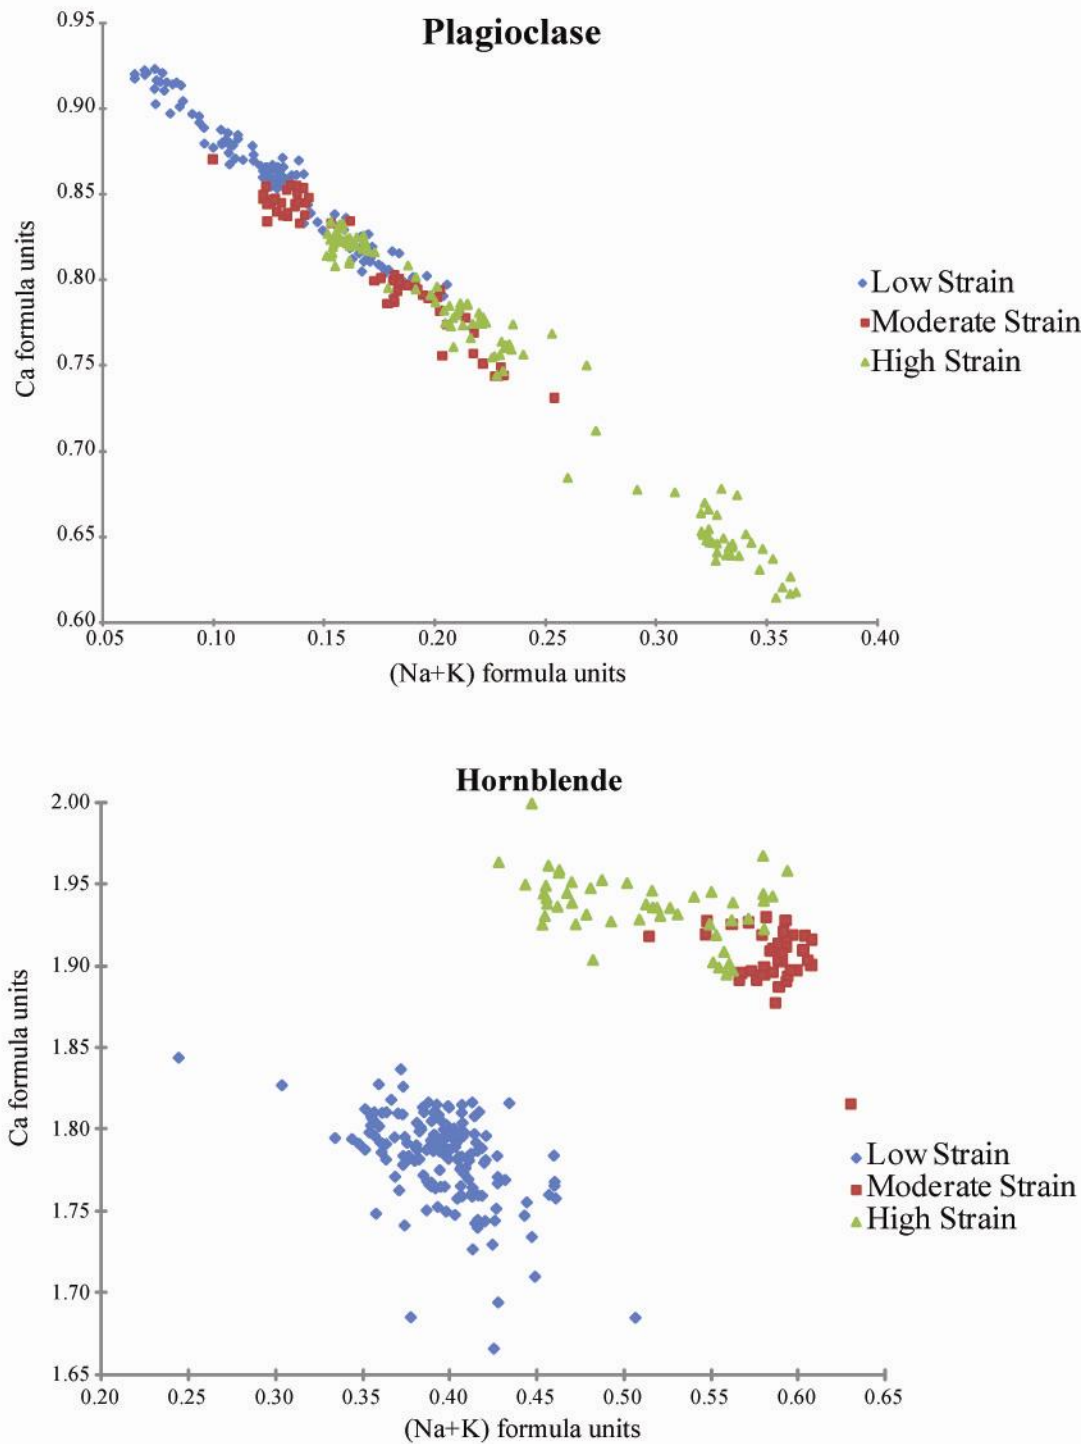 Plagioclase
0.95
0.90
0.85
0.80
0.75
0.70
0.65
0.60
Ca formula units
0.05 0.10 0.15 0.20 0.25 0.30 0.35 0.40
(Na+K) formula units
Low Strain
Moderate Strain
High Strain
Hornblende
2.00
1.95
1.90
1.85
1.80
1.75
1.70
1.65
Ca formula units
0.20 0.25 0.30 0.35 0.40 0.45 0.50 0.55 0.60 0.65
(Na+K) formula units
Low Strain
Moderate Strain
High Strain